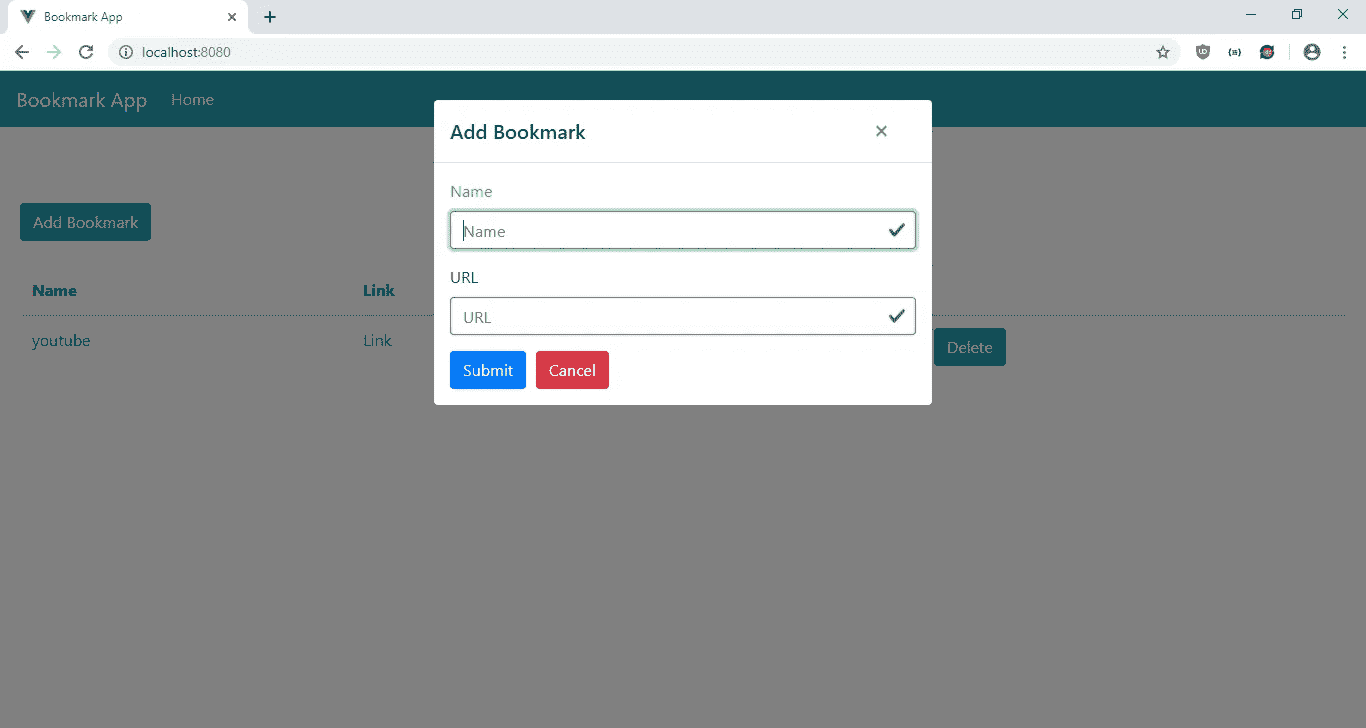 Bookmark App
localhost:8080
Bookmark App Home
Add Bookmark
Name
Name
URL
URL
Submit Cancel
Add Bookmark
Name Link
youtube Link Delete